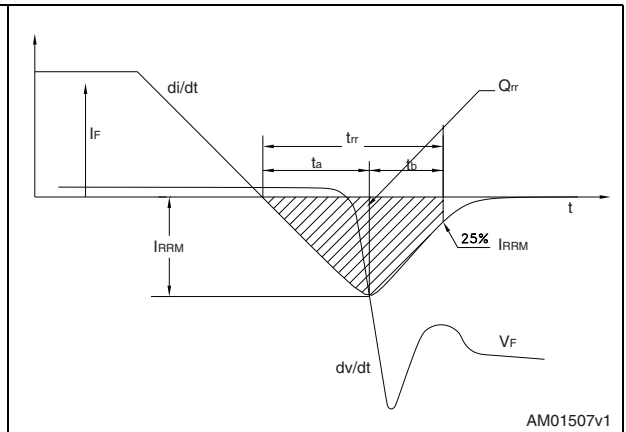 di/dt
Qrr
IF
trr
ta
tb
t
IRRM
25% IRRM
dv/dt
VF
AM01507v1